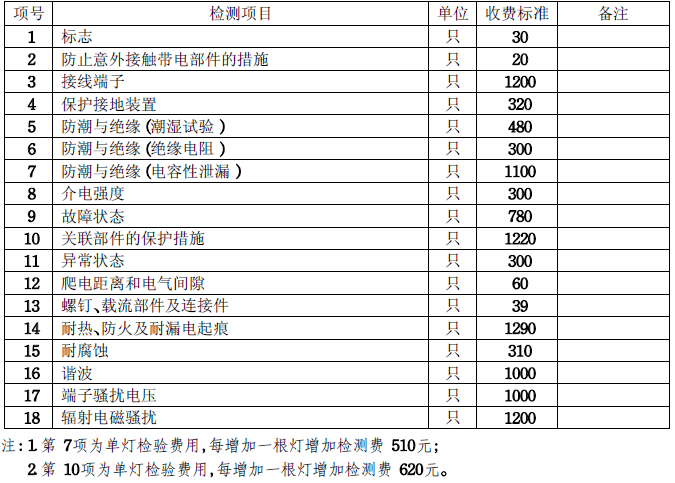 项号 检测项目 单位 收费标准 备注
1 标志 只 30
2 防止意外接触带电部件的措施 只 20
3 接线端子 只 1200
4 保护接地装置 只 320
5 防潮与绝缘(潮湿试验) 只 480
6 防潮与绝缘(绝缘电阻) 只 300
7 防潮与绝缘(电容性泄漏) 只 1100
8 介电强度 只 300
9 故障状态 只 780
10 关联部件的保护措施 只 1220
11 异常状态 只 300
12 爬电距离和电气间隙 只 60
13 螺钉、载流部件及连接件 只 39
14 耐热、防火及耐漏电起痕 只 1290
15 耐腐蚀 只 310
16 谐波 只 1000
17 端子骚扰电压 只 1000
18 辐射电磁骚扰 只 1200
注:1.第 7项为单灯检验费用,每增加一根灯增加检测费 510元;
2.第 10项为单灯检验费用,每增加一根灯增加检测费 620元。